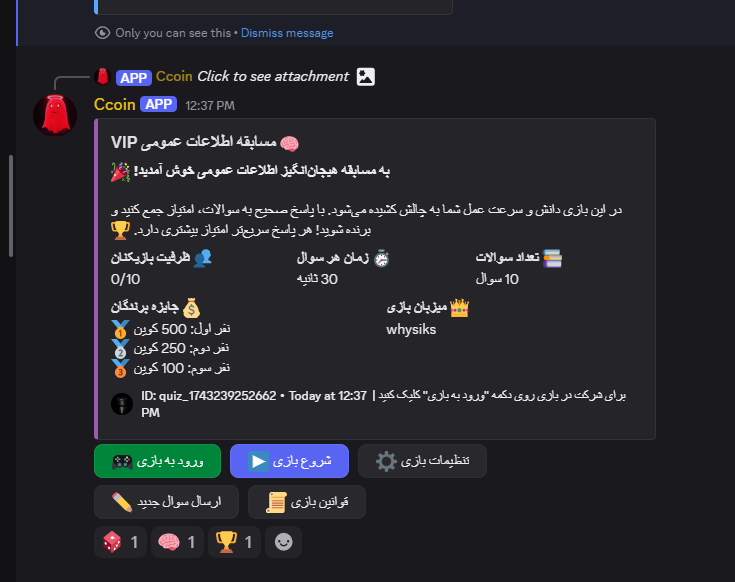 Only you can see this • Dismiss message
APP Ccoin Click to see attachment
Ccoin APP 12:37 PM
🧠 مسابقه اطلاعات عمومی VIP
به مسابقه هیجان‌انگیز اطلاعات عمومی خوش آمدید! 🎉
در این بازی دانش و سرعت عمل شما به چالش کشیده می‌شود. با پاسخ صحیح به سوالات، امتیاز جمع کنید و
برنده شوید! هر پاسخ سریع‌تر امتیاز بیشتری دارد. 🏆
📚 تعداد سوالات
10 سوال
⏱️ زمان هر سوال
30 ثانیه
👥 ظرفیت بازیکنان
0/10
👑 میزبان بازی
whysiks
💰 جایزه برندگان
🥇 نفر اول: 500 کوین
🥈 نفر دوم: 250 کوین
🥉 نفر سوم: 100 کوین
برای شرکت در بازی روی دکمه "ورود به بازی" کلیک کنید | ID: quiz_1743239252662 • Today at 12:37
PM
🎮 ورود به بازی
▶️ شروع بازی
⚙️ تنظیمات بازی
✏️ ارسال سوال جدید
📜 قوانین بازی
🎲 1 🧠 1 🏆 1